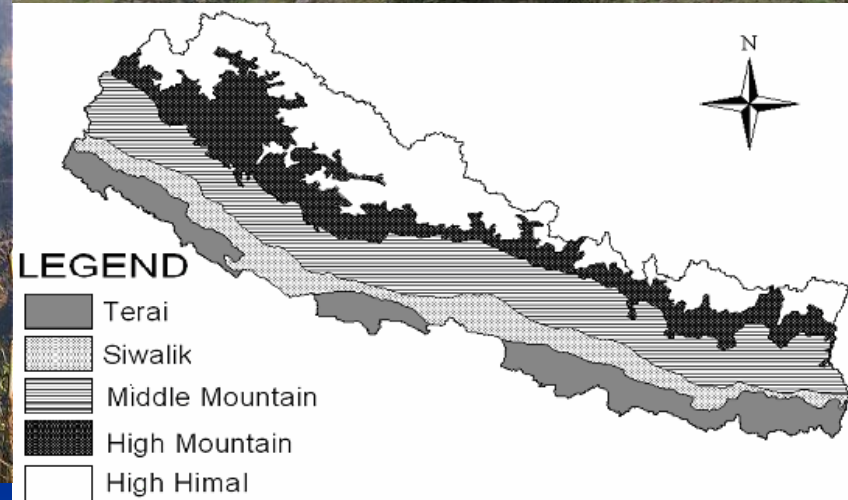 N
LEGEND
Terai
Siwalik
Middle Mountain
High Mountain
High Himal